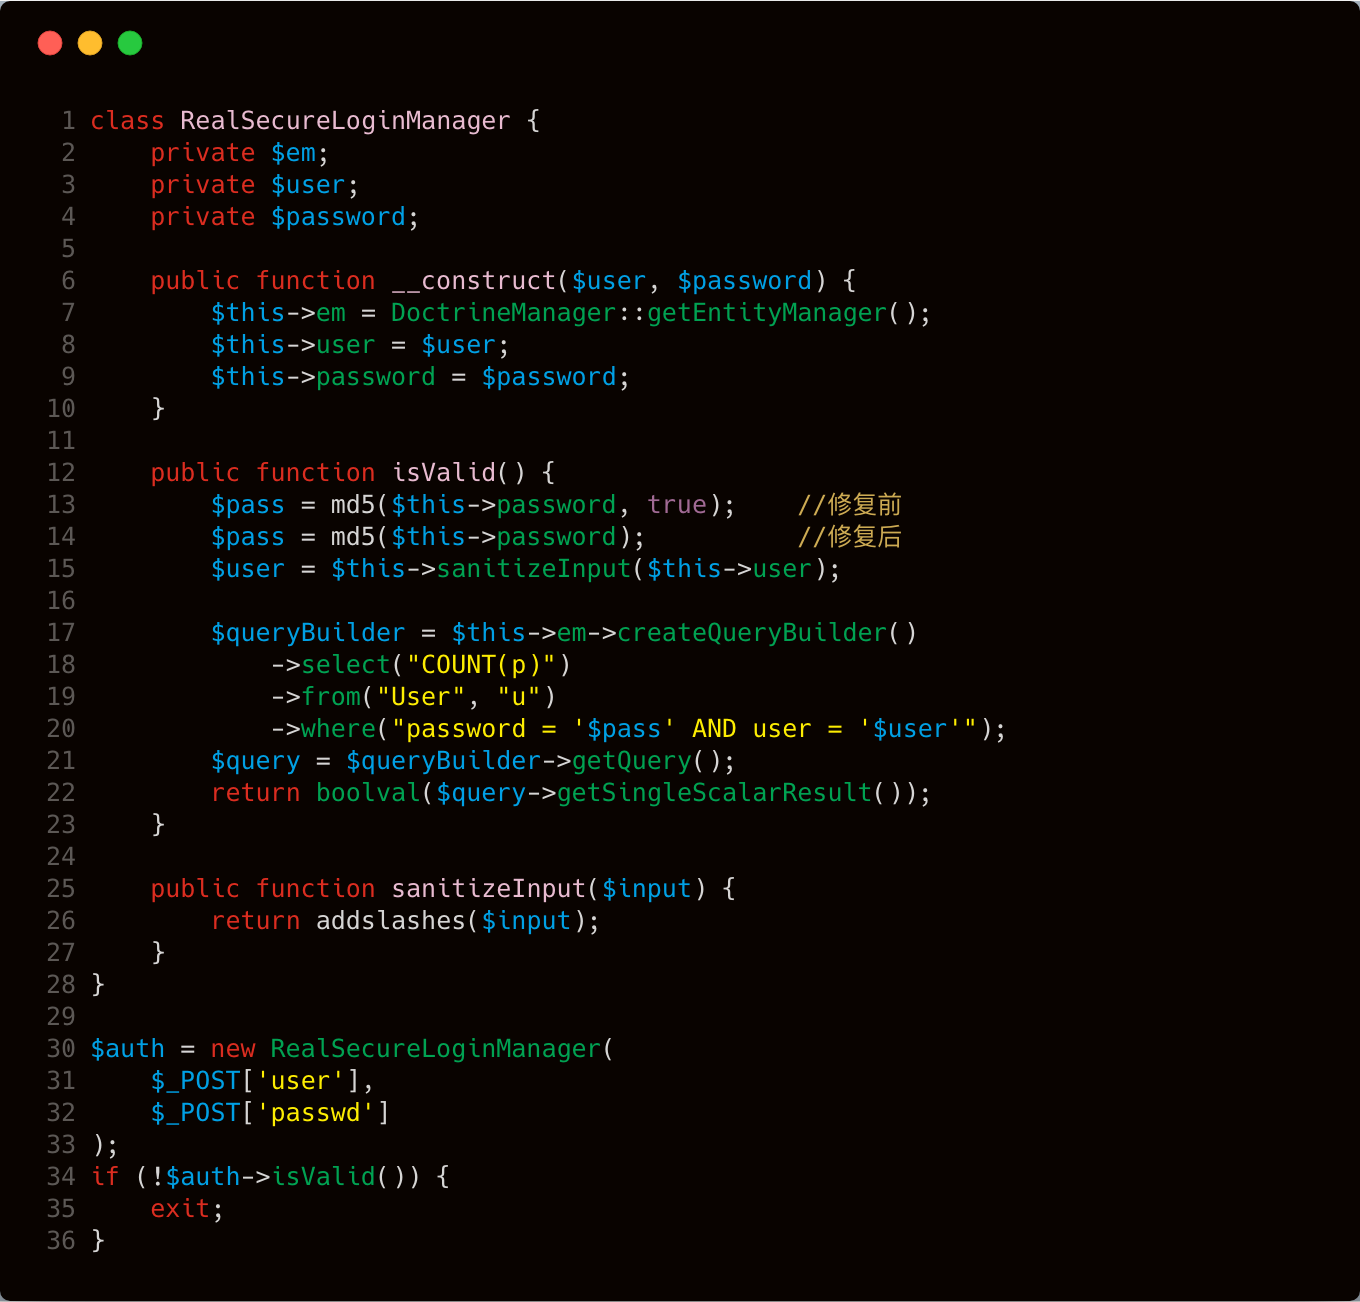 1 class RealSecureLoginManager {
2     private $em;
3     private $user;
4     private $password;
5
6     public function __construct($user, $password) {
7         $this->em = DoctrineManager::getEntityManager();
8         $this->user = $user;
9         $this->password = $password;
10     }
11
12     public function isValid() {
13         $pass = md5($this->password, true);    //修复前
14         $pass = md5($this->password);          //修复后
15         $user = $this->sanitizeInput($this->user);
16
17         $queryBuilder = $this->em->createQueryBuilder()
18             ->select("COUNT(p)")
19             ->from("User", "u")
20             ->where("password = '$pass' AND user = '$user'");
21         $query = $queryBuilder->getQuery();
22         return boolval($query->getSingleScalarResult());
23     }
24
25     public function sanitizeInput($input) {
26         return addslashes($input);
27     }
28 }
29
30 $auth = new RealSecureLoginManager(
31     $_POST['user'],
32     $_POST['passwd']
33 );
34 if (!$auth->isValid()) {
35     exit;
36 }